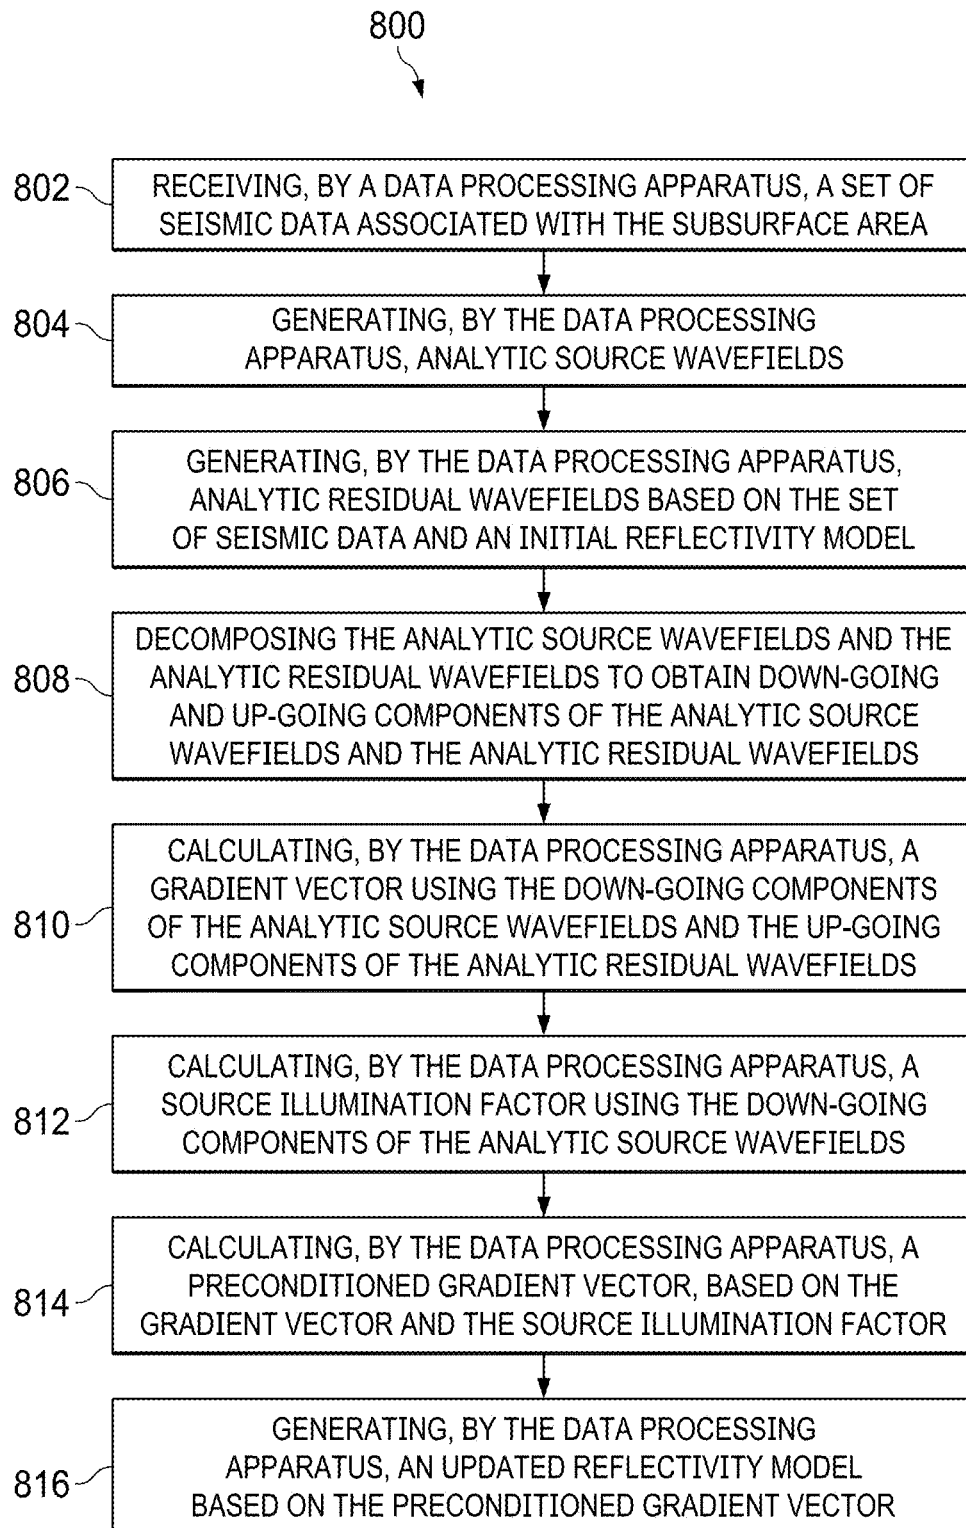 800
802
RECEIVING, BY A DATA PROCESSING APPARATUS, A SET OF
SEISMIC DATA ASSOCIATED WITH THE SUBSURFACE AREA
804
GENERATING, BY THE DATA PROCESSING
APPARATUS, ANALYTIC SOURCE WAVEFIELDS
806
GENERATING, BY THE DATA PROCESSING APPARATUS,
ANALYTIC RESIDUAL WAVEFIELDS BASED ON THE SET
OF SEISMIC DATA AND AN INITIAL REFLECTIVITY MODEL
808
DECOMPOSING THE ANALYTIC SOURCE WAVEFIELDS AND THE
ANALYTIC RESIDUAL WAVEFIELDS TO OBTAIN DOWN-GOING
AND UP-GOING COMPONENTS OF THE ANALYTIC SOURCE
WAVEFIELDS AND THE ANALYTIC RESIDUAL WAVEFIELDS
810
CALCULATING, BY THE DATA PROCESSING APPARATUS, A
GRADIENT VECTOR USING THE DOWN-GOING COMPONENTS
OF THE ANALYTIC SOURCE WAVEFIELDS AND THE UP-GOING
COMPONENTS OF THE ANALYTIC RESIDUAL WAVEFIELDS
812
CALCULATING, BY THE DATA PROCESSING APPARATUS, A
SOURCE ILLUMINATION FACTOR USING THE DOWN-GOING
COMPONENTS OF THE ANALYTIC SOURCE WAVEFIELDS
814
CALCULATING, BY THE DATA PROCESSING APPARATUS, A
PRECONDITIONED GRADIENT VECTOR, BASED ON THE
GRADIENT VECTOR AND THE SOURCE ILLUMINATION FACTOR
816
GENERATING, BY THE DATA PROCESSING
APPARATUS, AN UPDATED REFLECTIVITY MODEL
BASED ON THE PRECONDITIONED GRADIENT VECTOR